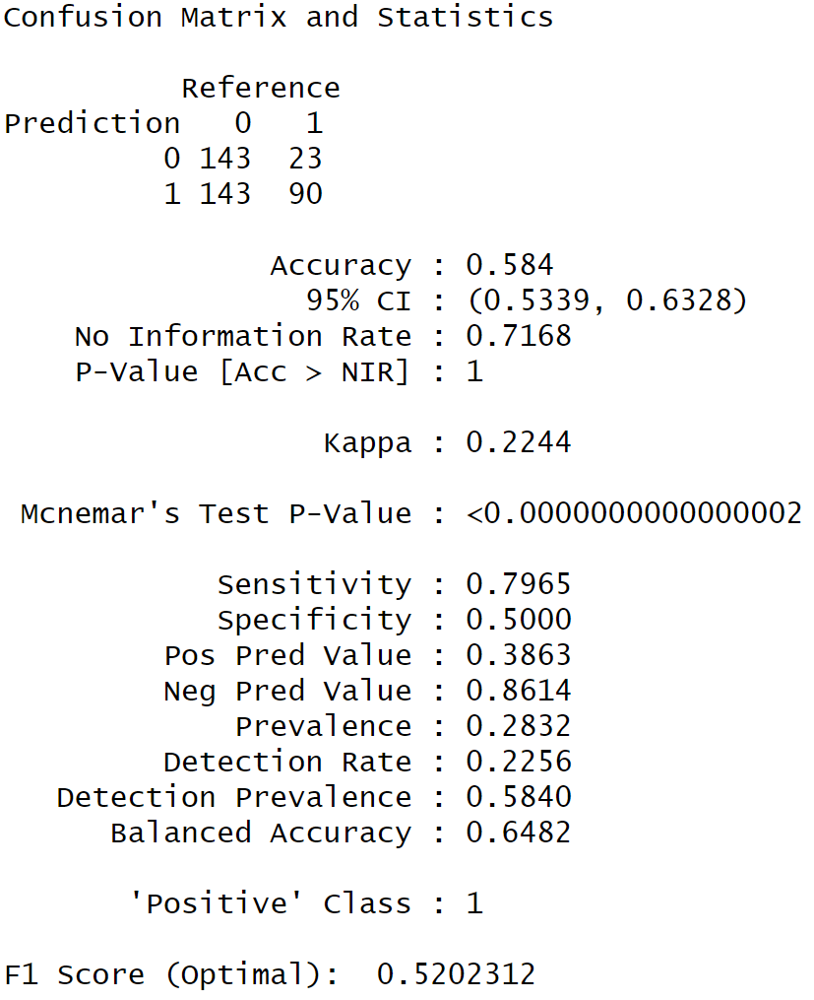 Confusion Matrix and Statistics
Reference
Prediction 0 1
0 143 23
1 143 90
Accuracy : 0.584
95% CI : (0.5339, 0.6328)
No Information Rate : 0.7168
P-Value [Acc > NIR] : 1
Kappa : 0.2244
Mcnemar's Test P-Value : <0.0000000000000002
Sensitivity : 0.7965
Specificity : 0.5000
Pos Pred Value : 0.3863
Neg Pred Value : 0.8614
Prevalence : 0.2832
Detection Rate : 0.2256
Detection Prevalence : 0.5840
Balanced Accuracy : 0.6482
'Positive' Class : 1
F1 Score (Optimal): 0.5202312